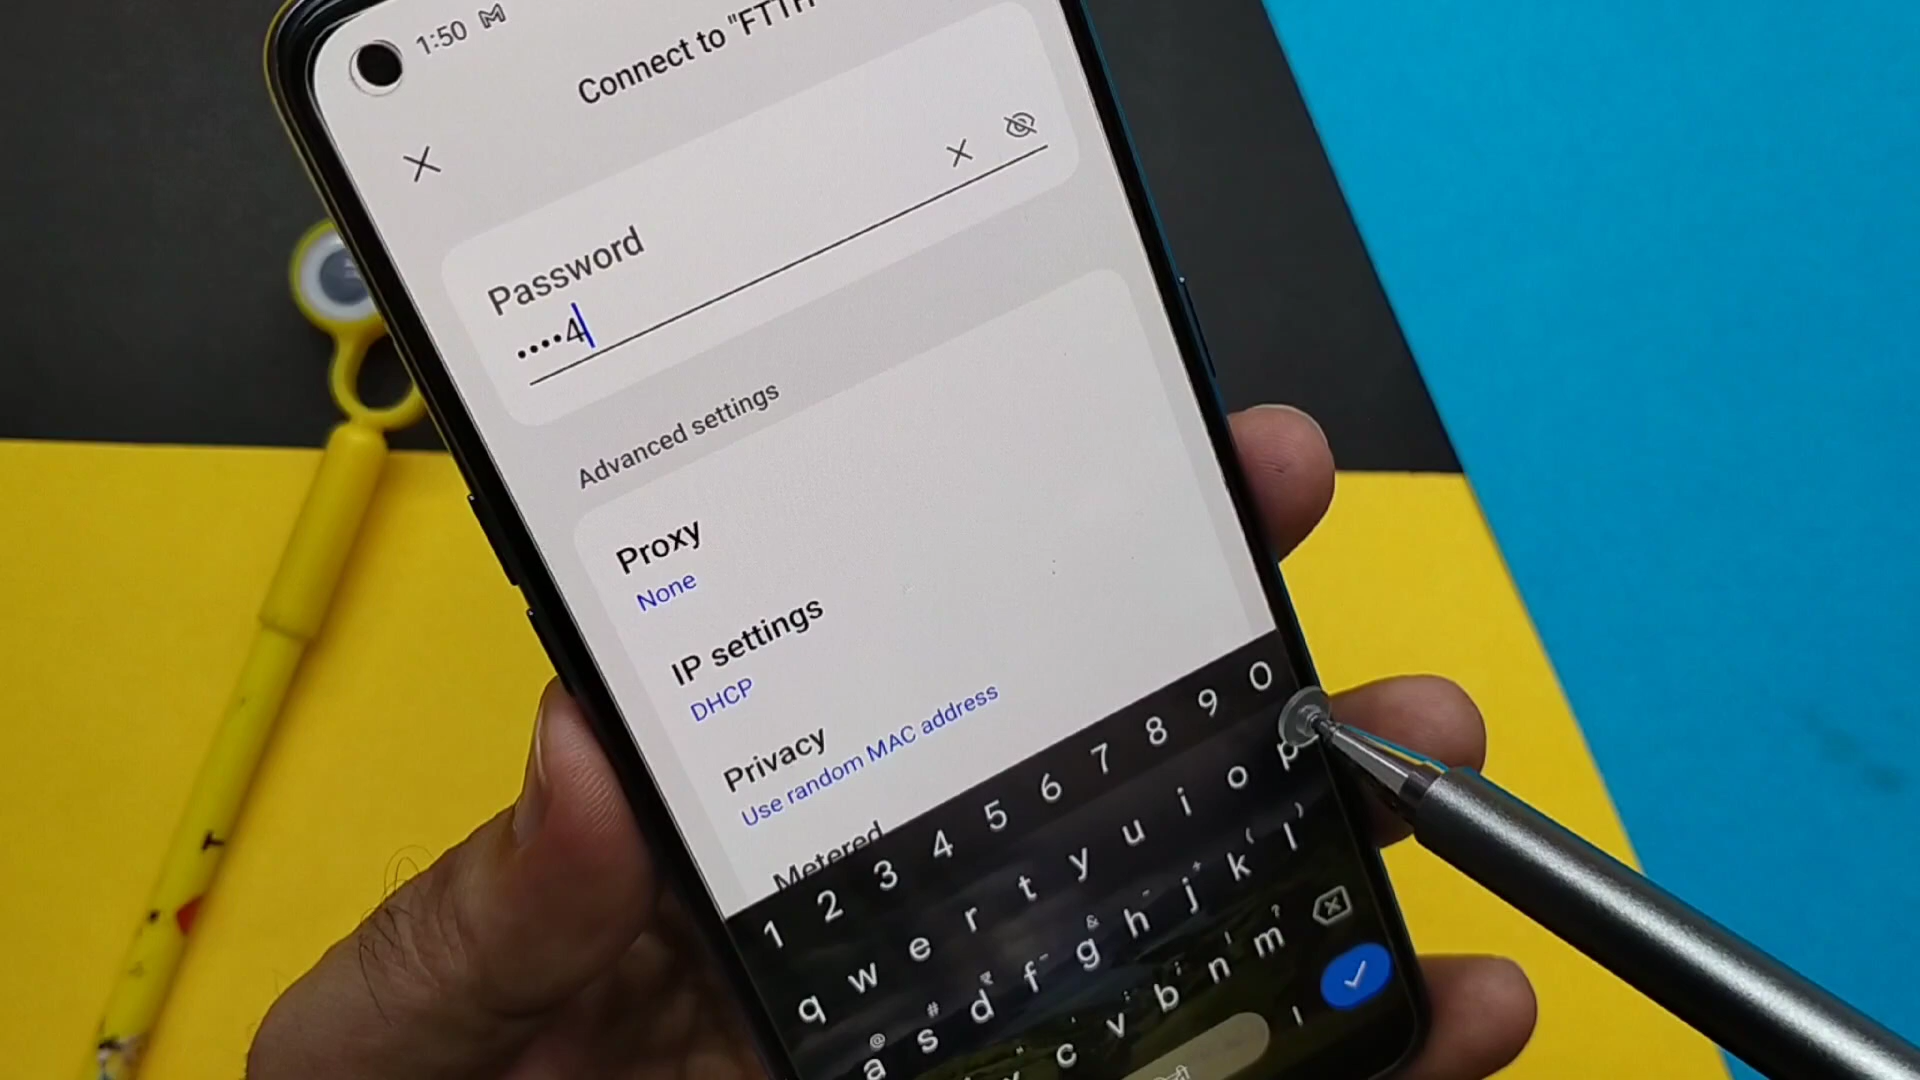 1:50
Connect to "FTTH
Password
••••4
Advanced settings
Proxy
None
IP settings
DHCP
Privacy
Use random MAC address
Metered
1 2 3 4 5 6 7 8 9 0
q w e r t y u i o p
a s d f g h j k l
c v b n m